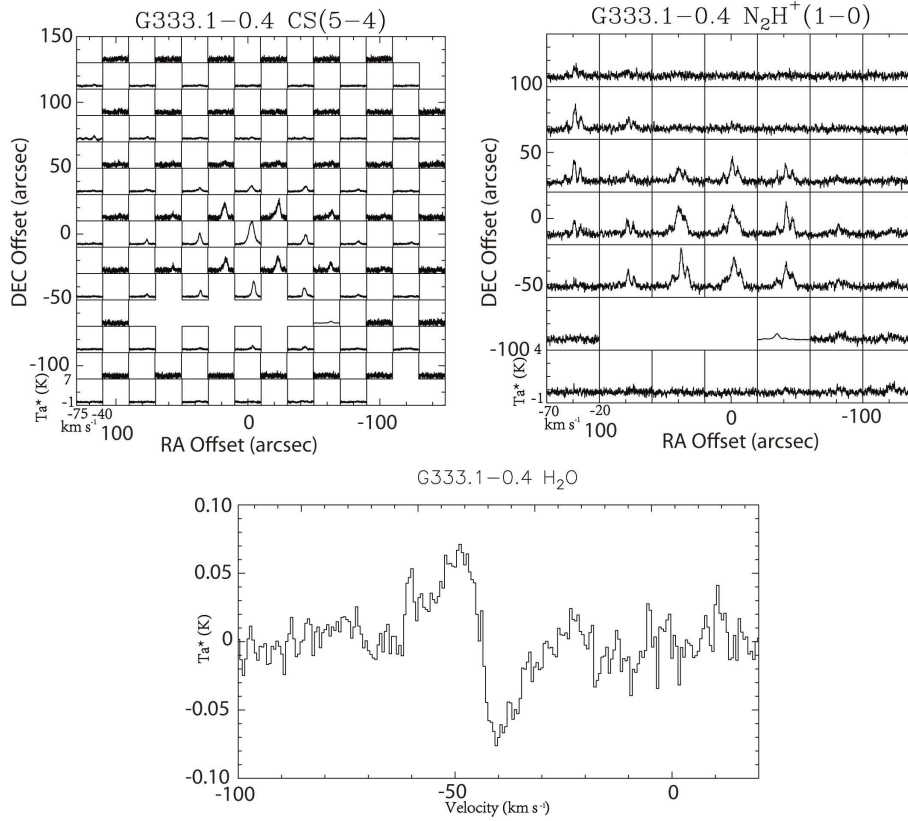 G333.1−0.4 CS(5−4)
150
100
50
0
-50
-100
DEC Offset (arcsec)
7
-1
Ta* (K)
-75 -40
km s⁻¹
100 0 -100
RA Offset (arcsec)
G333.1−0.4 N₂H⁺(1−0)
100
50
0
-50
-100
DEC Offset (arcsec)
4
-1
Ta* (K)
-70 -20
km s⁻¹
100 0 -100
RA Offset (arcsec)
G333.1−0.4 H₂O
0.10
0.05
0
-0.05
-0.10
Ta* (K)
-100 -50 0
Velocity (km s⁻¹)